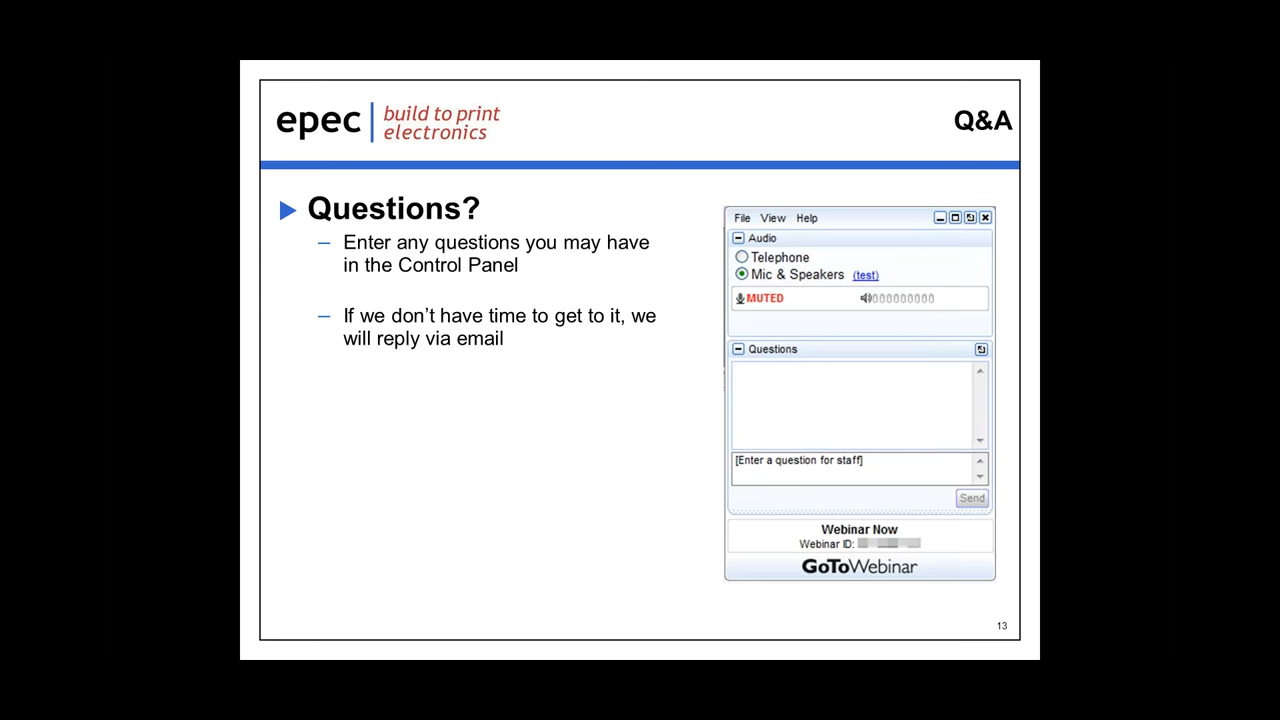 epec
build to print
electronics
Q&A
Questions?
– Enter any questions you may have
in the Control Panel
– If we don’t have time to get to it, we
will reply via email
File View Help
Audio
Telephone
Mic & Speakers (test)
MUTED
Questions
[Enter a question for staff]
Send
Webinar Now
Webinar ID:
GoToWebinar
13